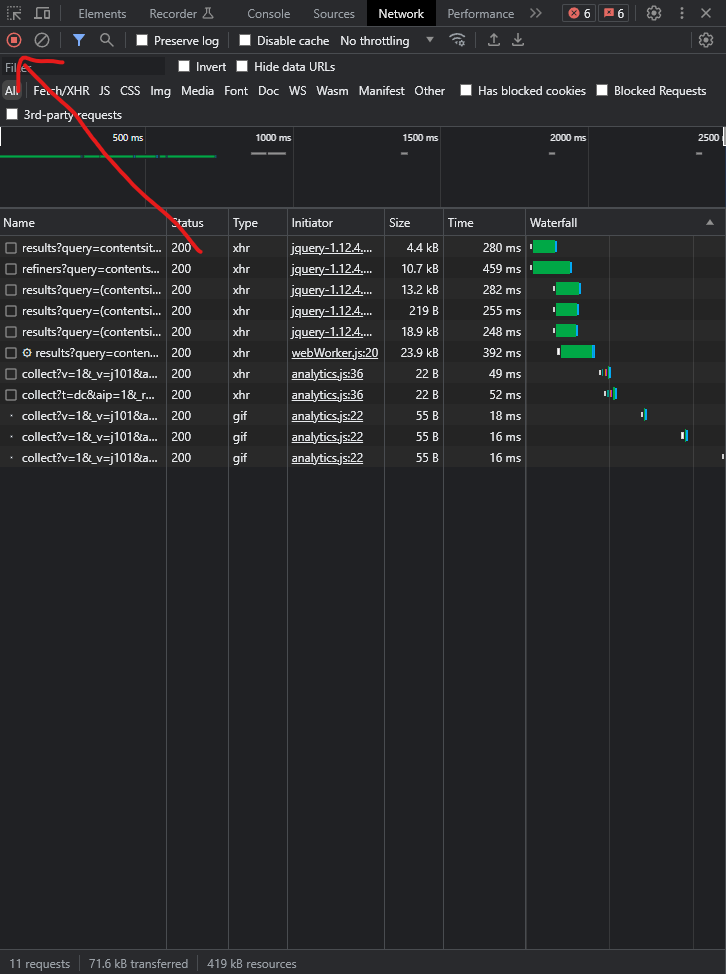 Elements Recorder Console Sources Network Performance 6 6
Preserve log Disable cache No throttling
Filter Invert Hide data URLs
All Fetch/XHR JS CSS Img Media Font Doc WS Wasm Manifest Other Has blocked cookies Blocked Requests
3rd-party requests
500 ms 1000 ms 1500 ms 2000 ms 2500
Name Status Type Initiator Size Time Waterfall
results?query=contentsit... 200 xhr jquery-1.12.4.... 4.4 kB 280 ms
refiners?query=contents... 200 xhr jquery-1.12.4.... 10.7 kB 459 ms
results?query=(contentsi... 200 xhr jquery-1.12.4.... 13.2 kB 282 ms
results?query=(contentsi... 200 xhr jquery-1.12.4.... 219 B 255 ms
results?query=(contentsi... 200 xhr jquery-1.12.4.... 18.9 kB 248 ms
results?query=conten... 200 xhr webWorker.js:20 23.9 kB 392 ms
collect?v=1&_v=j101&a... 200 xhr analytics.js:36 22 B 49 ms
collect?t=dc&aip=1&_r... 200 xhr analytics.js:36 22 B 52 ms
collect?v=1&_v=j101&a... 200 gif analytics.js:22 55 B 18 ms
collect?v=1&_v=j101&a... 200 gif analytics.js:22 55 B 16 ms
collect?v=1&_v=j101&a... 200 gif analytics.js:22 55 B 16 ms
11 requests 71.6 kB transferred 419 kB resources